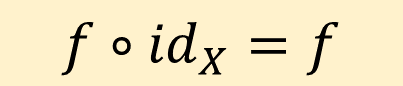 f ∘ id_X = f